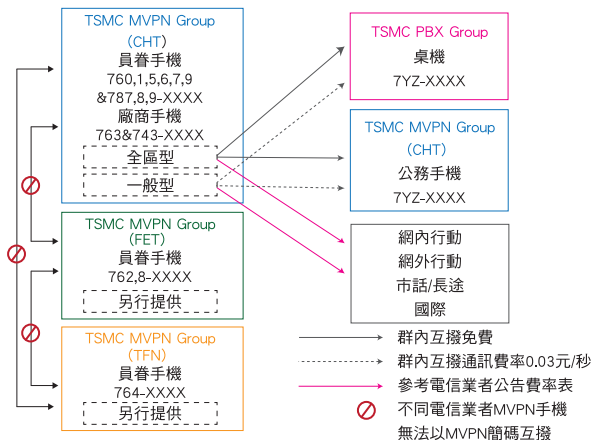 TSMC MVPN Group
(CHT)
員眷手機
760,1,5,6,7,9
&787,8,9-XXXX
廠商手機
763&743-XXXX
全區型
一般型
TSMC MVPN Group
(FET)
員眷手機
762,8-XXXX
另行提供
TSMC MVPN Group
(TFN)
員眷手機
764-XXXX
另行提供
TSMC PBX Group
桌機
7YZ-XXXX
TSMC MVPN Group
(CHT)
公務手機
7YZ-XXXX
網內行動
網外行動
市話/長途
國際
群內互撥免費
群內互撥通訊費率0.03元/秒
參考電信業者公告費率表
不同電信業者MVPN手機
無法以MVPN簡碼互撥